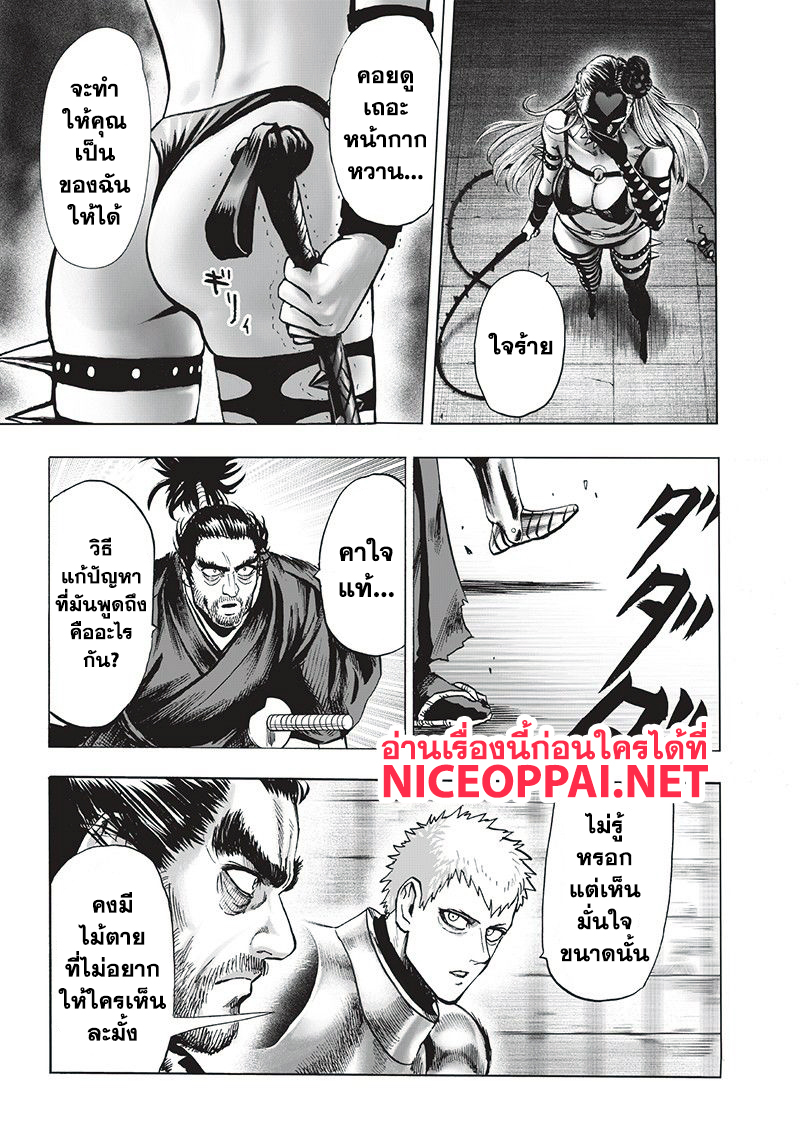 ใจร้าย
คอยดู
เถอะ
หน้ากาก
หวาน...
จะทำ
ให้คุณ
เป็น
ของฉัน
ให้ได้
ギリィ
ダダダダ
คาใจ
แท้...
วิธี
แก้ปัญหา
ที่มันพูดถึง
คืออะไร
กัน?
อ่านเรื่องนี้ก่อนใครได้ที่
NICEOPPAI.NET
ไม่รู้
หรอก
แต่เห็น
มั่นใจ
ขนาดนั้น
คงมี
ไม้ตาย
ที่ไม่อยาก
ให้ใครเห็น
ละมั้ง